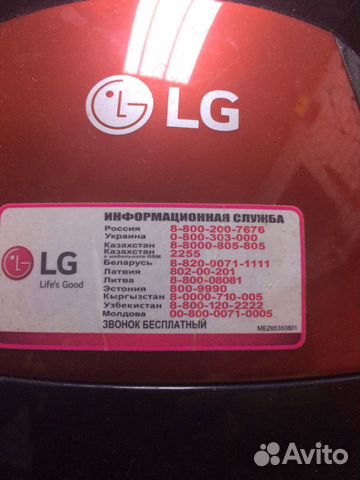 LG
ИНФОРМАЦИОННАЯ СЛУЖБА
Россия 8-800-200-7676
Украина 0-800-303-000
Казахстан 8-8000-805-805
Казахстан с мобильного GSM 2255
Беларусь 8-820-0071-1111
Латвия 802-00-201
Литва 8-800-08081
Эстония 800-9990
Кыргызстан 8-0000-710-005
Узбекистан 8-800-120-2222
Молдова 00-800-0071-0005
ЗВОНОК БЕСПЛАТНЫЙ
LG
Life's Good
MEZ65350801
Avito